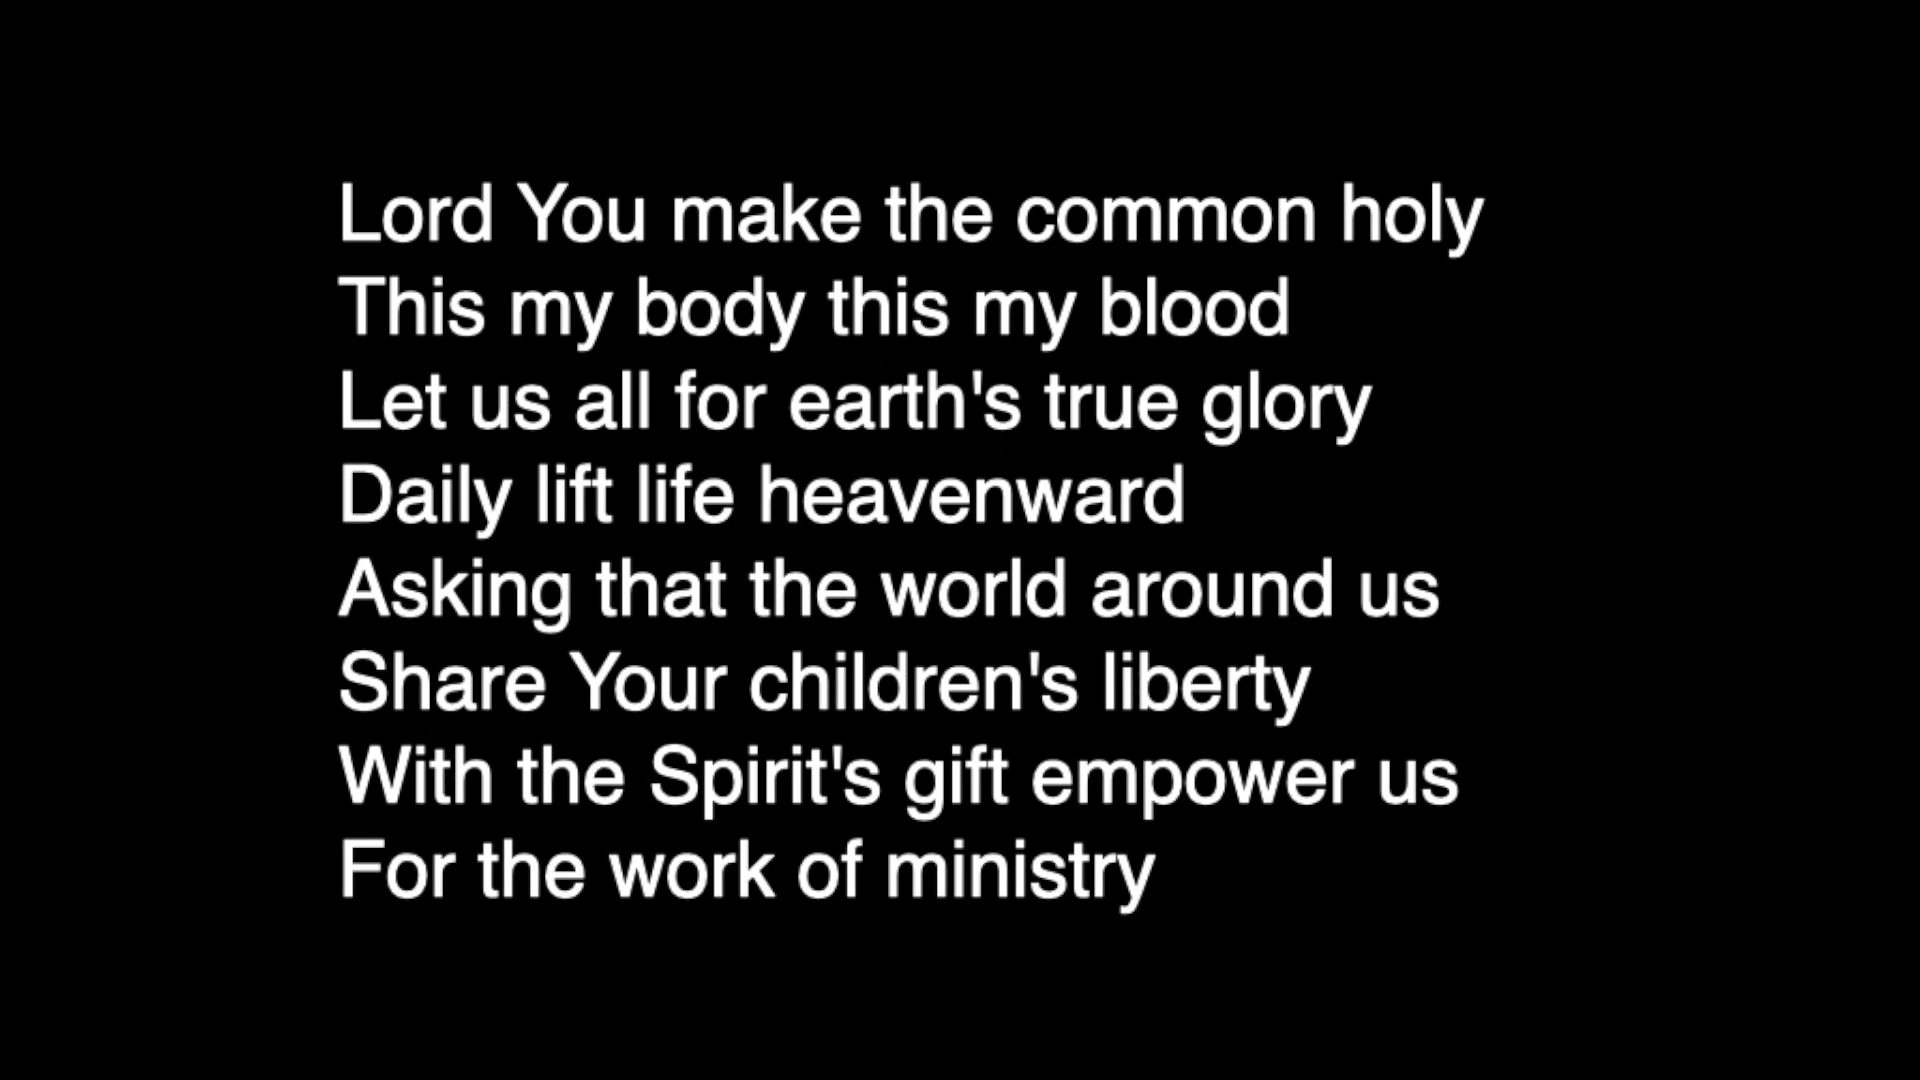 Lord You make the common holy
This my body this my blood
Let us all for earth's true glory
Daily lift life heavenward
Asking that the world around us
Share Your children's liberty
With the Spirit's gift empower us
For the work of ministry